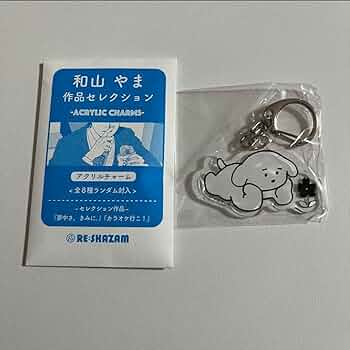 和山 やま
作品セレクション
-ACRYLIC CHARMS-
アクリルチャーム
<全8種ランダム封入>
-セレクション作品-
「夢中さ、きみに。」「カラオケ行こ!」
RE:SHAZAM